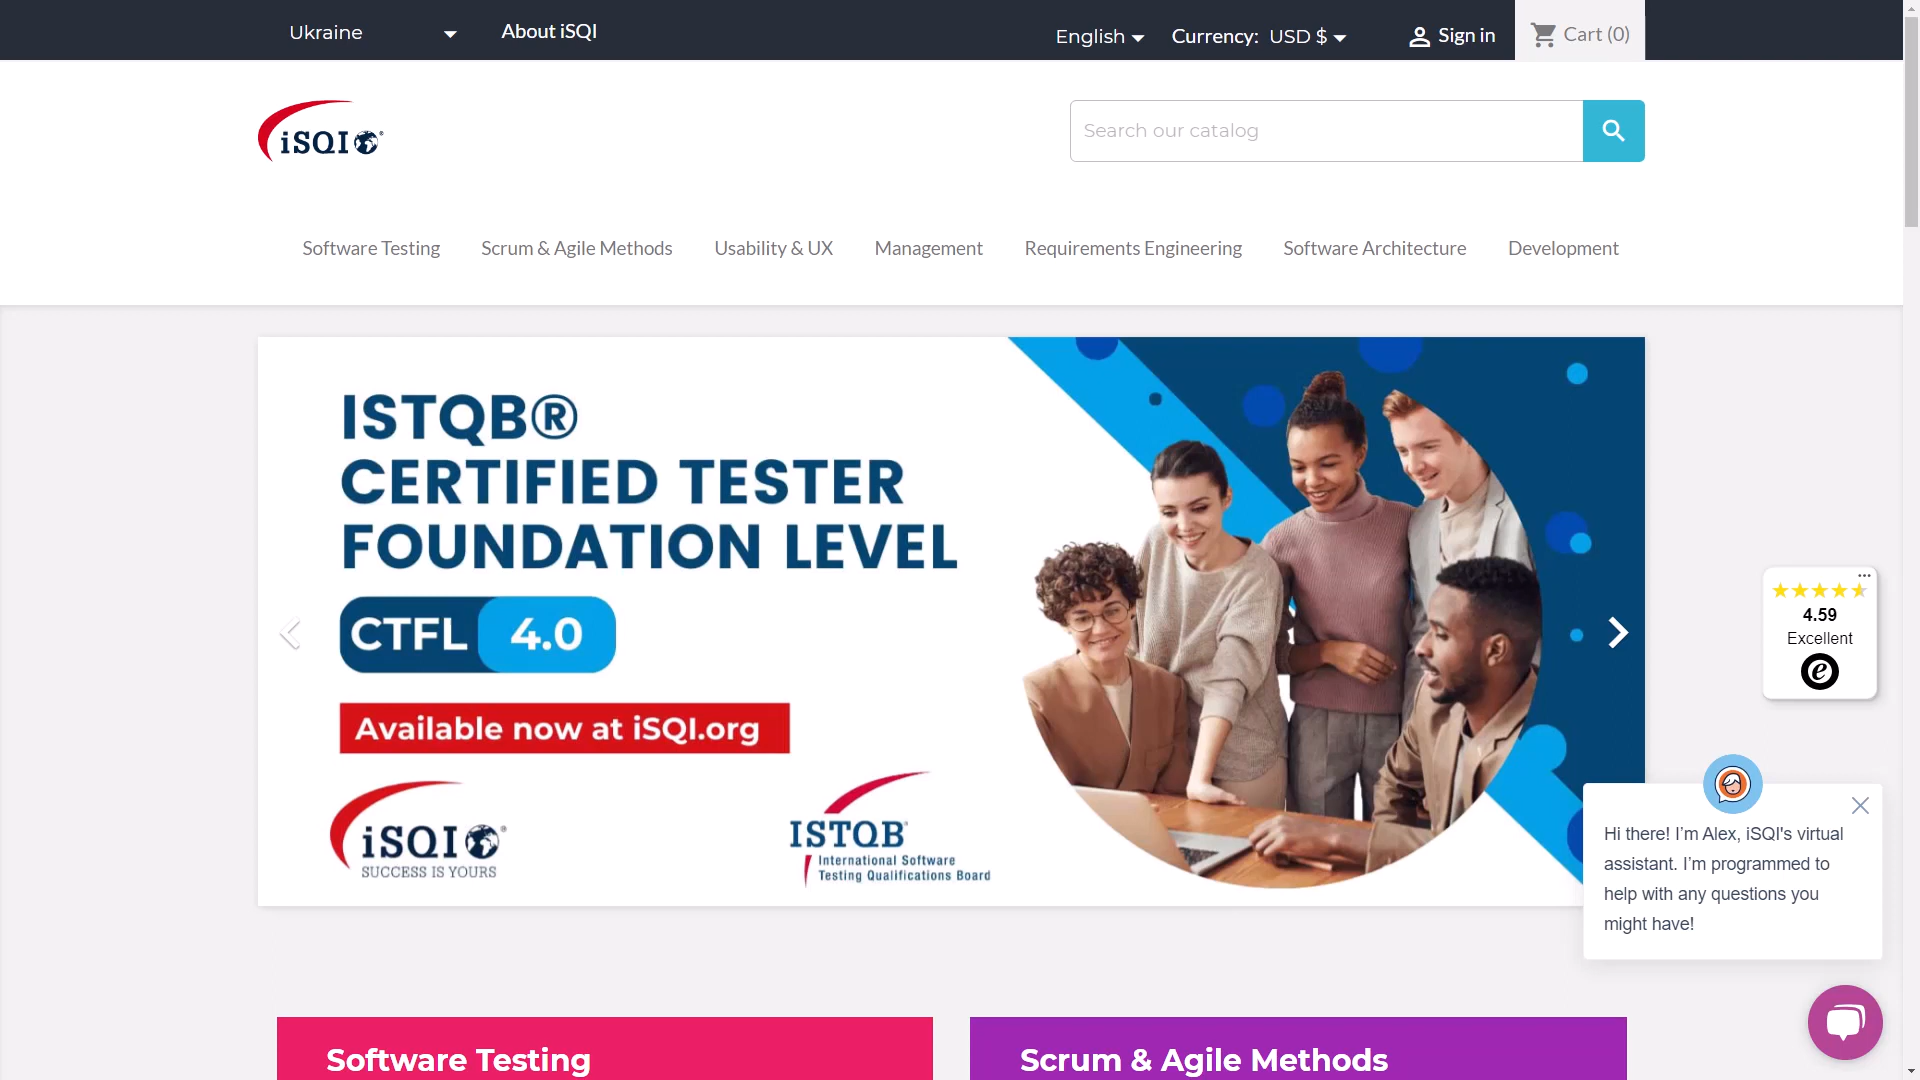 Ukraine
About iSQI
English
Currency: USD $
Sign in
Cart (0)
iSQI
Search our catalog
Software Testing
Scrum & Agile Methods
Usability & UX
Management
Requirements Engineering
Software Architecture
Development
ISTQB®
CERTIFIED TESTER
FOUNDATION LEVEL
CTFL 4.0
Available now at iSQI.org
iSQI®
SUCCESS IS YOURS
ISTQB®
International Software
Testing Qualifications Board
4.59
Excellent
e
Hi there! I’m Alex, iSQI's virtual
assistant. I’m programmed to
help with any questions you
might have!
Software Testing
Scrum & Agile Methods